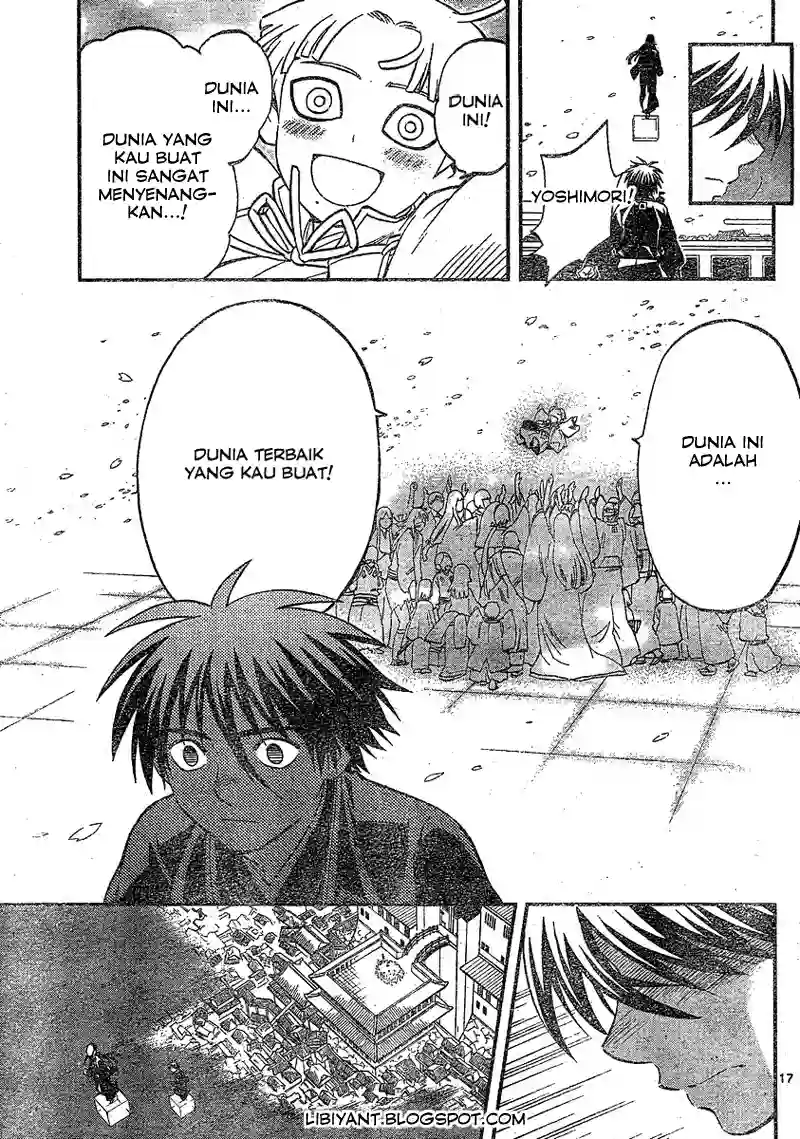 YOSHIMORI!
DUNIA
INI!
DUNIA
INI...
DUNIA YANG
KAU BUAT
INI SANGAT
MENYENANG-
KAN...!
DUNIA INI
ADALAH
...
DUNIA TERBAIK
YANG KAU BUAT!
17
LIBIYANT.BLOGSPOT.COM